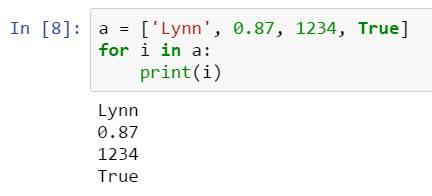 In [8]: a = ['Lynn', 0.87, 1234, True]
for i in a:
    print(i)
Lynn
0.87
1234
True